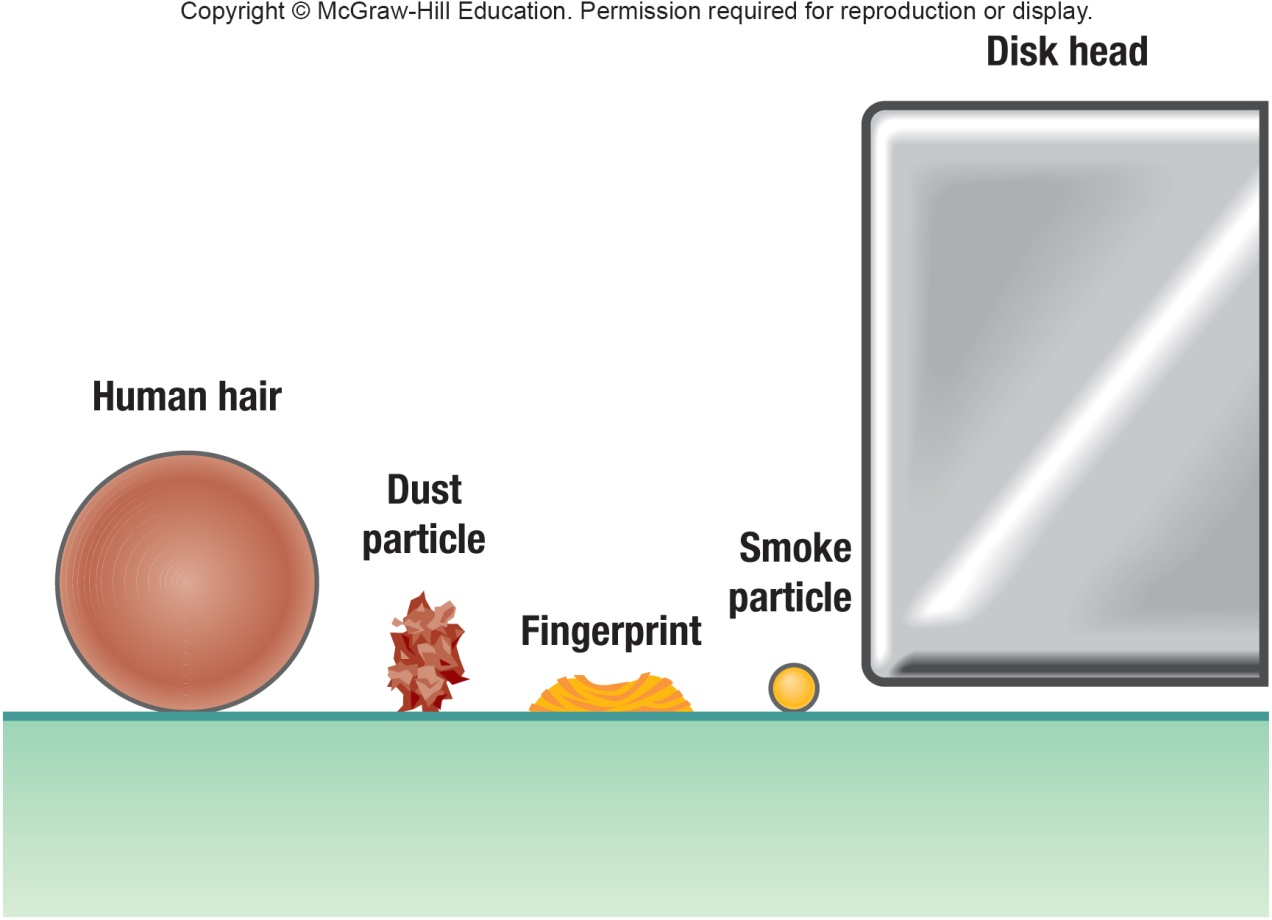 Copyright © McGraw-Hill Education. Permission required for reproduction or display.
Disk head
Human hair
Dust
particle
Fingerprint
Smoke
particle